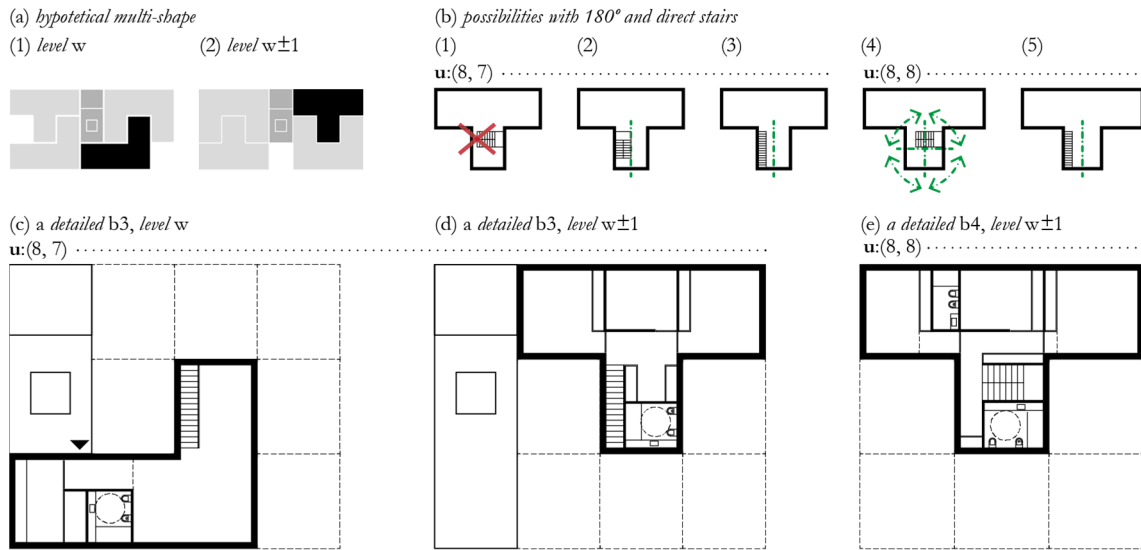 (a) hypotetical multi-shape
(1) level w
(2) level w±1
(b) possibilities with 180º and direct stairs
(1)
(2)
(3)
(4)
(5)
u:(8, 7)
u:(8, 8)
(c) a detailed b3, level w
u:(8, 7)
(d) a detailed b3, level w±1
(e) a detailed b4, level w±1
u:(8, 8)